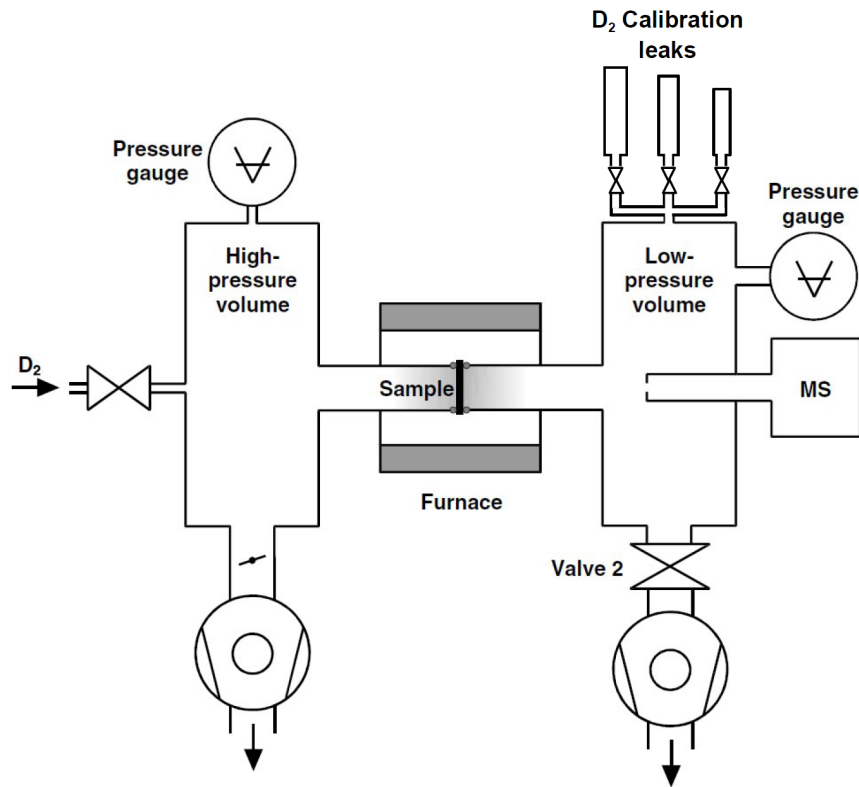 D₂ Calibration
leaks
Pressure
gauge
Pressure
gauge
High-
pressure
volume
Low-
pressure
volume
D₂
Sample
MS
Furnace
Valve 2